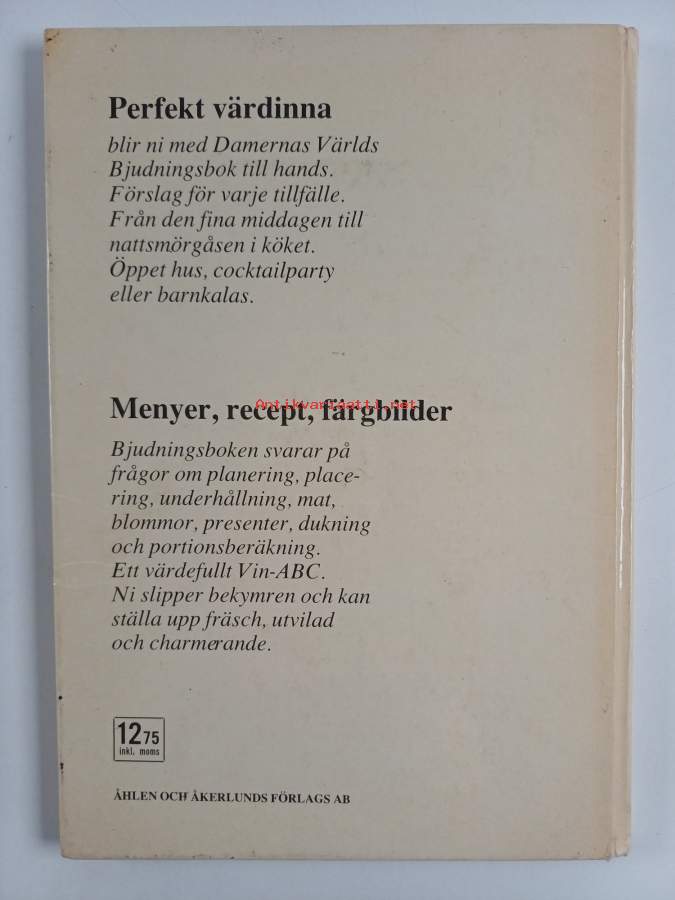 Perfekt värdinna
blir ni med Damernas Världs
Bjudningsbok till hands.
Förslag för varje tillfälle.
Från den fina middagen till
nattsmörgåsen i köket.
Öppet hus, cocktailparty
eller barnkalas.
Antikvariaatti.net
Menyer, recept, färgbilder
Bjudningsboken svarar på
frågor om planering, place-
ring, underhållning, mat,
blommor, presenter, dukning
och portionsberäkning.
Ett värdefullt Vin-ABC.
Ni slipper bekymren och kan
ställa upp fräsch, utvilad
och charmerande.
1275
inkl. moms
ÅHLEN OCH ÅKERLUNDS FÖRLAGS AB